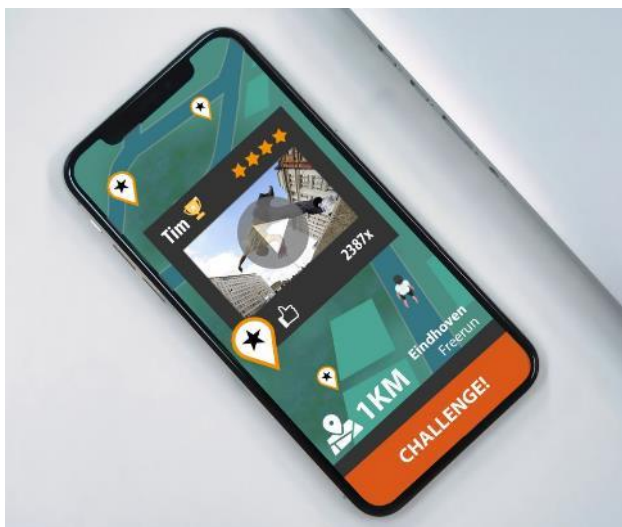 Tim
2387x
1KM
Eindhoven
Freerun
CHALLENGE!